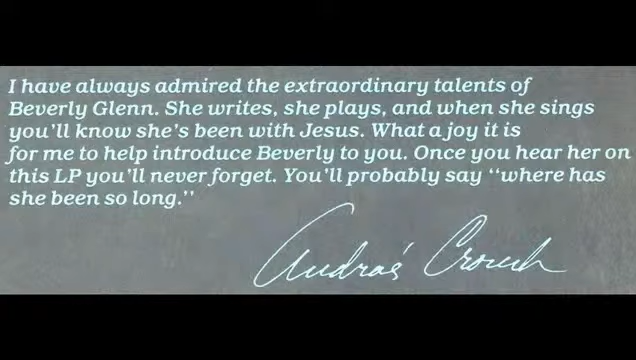 I have always admired the extraordinary talents of
Beverly Glenn. She writes, she plays, and when she sings
you'll know she's been with Jesus. What a joy it is
for me to help introduce Beverly to you. Once you hear her on
this LP you'll never forget. You'll probably say "where has
she been so long."
Andraé Crouch